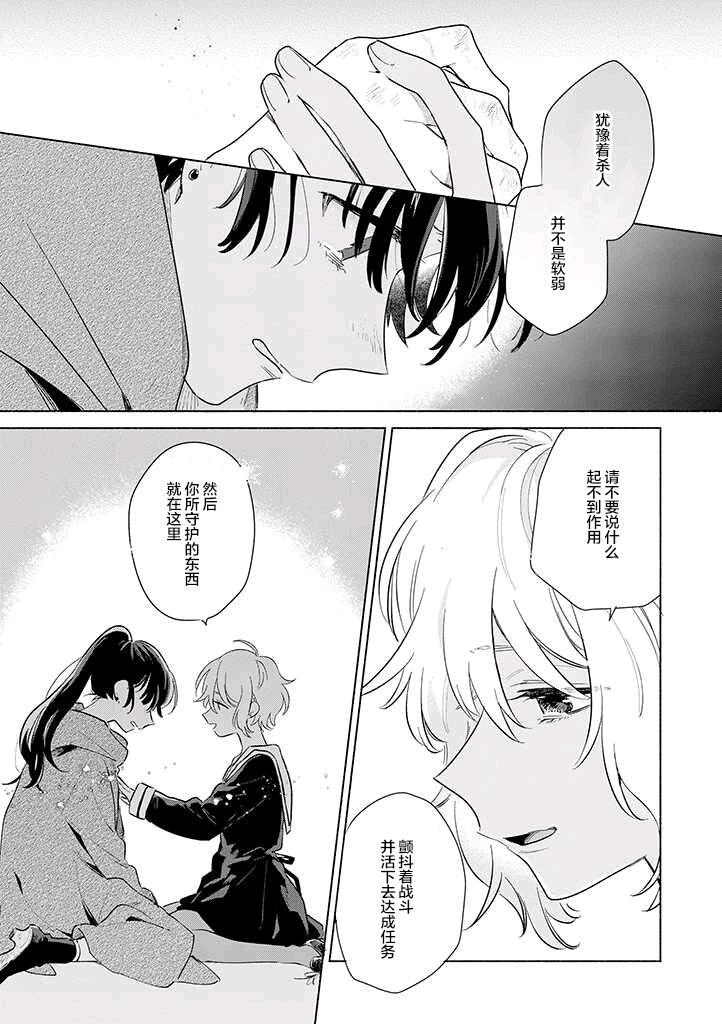 犹豫着杀人
并不是软弱
请不要说什么
起不到作用
颤抖着战斗
并活下去达成任务
然后
你所守护的东西
就在这里